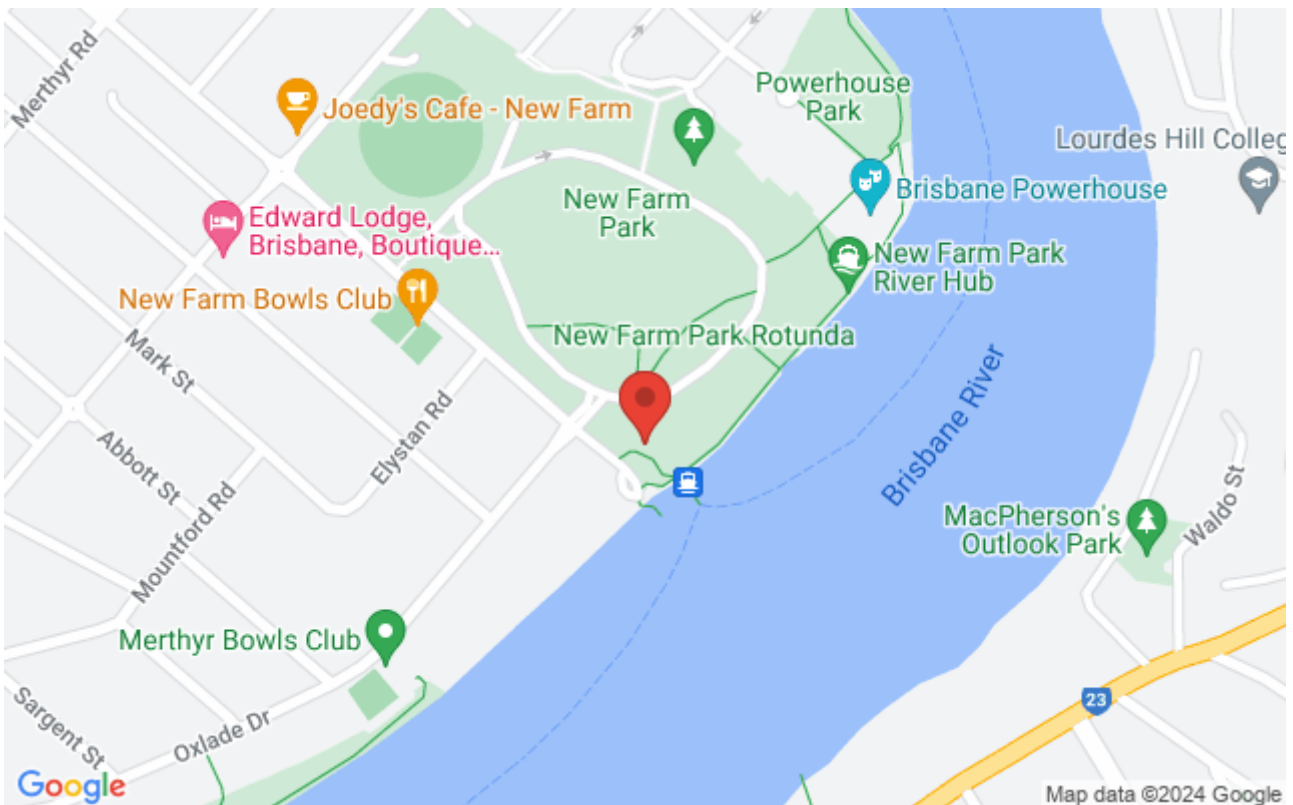 Merthyr Rd
Joedy's Cafe - New Farm
Powerhouse
Park
Lourdes Hill Colleg
Brisbane Powerhouse
New Farm
Park
Edward Lodge,
Brisbane, Boutique...
New Farm Park
River Hub
New Farm Bowls Club
New Farm Park Rotunda
Mark St
Elystan Rd
Abbott St
Mountford Rd
Brisbane River
MacPherson's
Outlook Park
Waldo St
Merthyr Bowls Club
23
Sargent St
Oxlade Dr
Google
Map data ©2024 Google